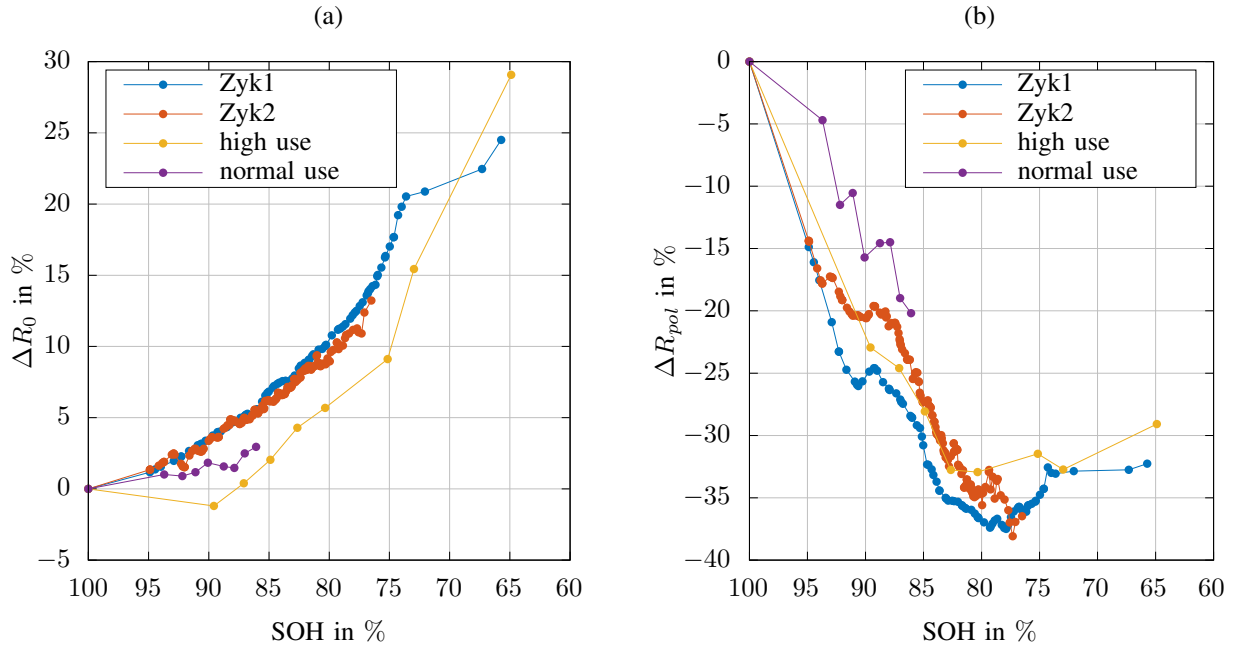 (a)
30
25
20
15
10
5
0
−5
100 95 90 85 80 75 70 65 60
SOH in %
ΔR₀ in %
Zyk1
Zyk2
high use
normal use
(b)
0
−5
−10
−15
−20
−25
−30
−35
−40
100 95 90 85 80 75 70 65 60
SOH in %
ΔR_pol in %
Zyk1
Zyk2
high use
normal use